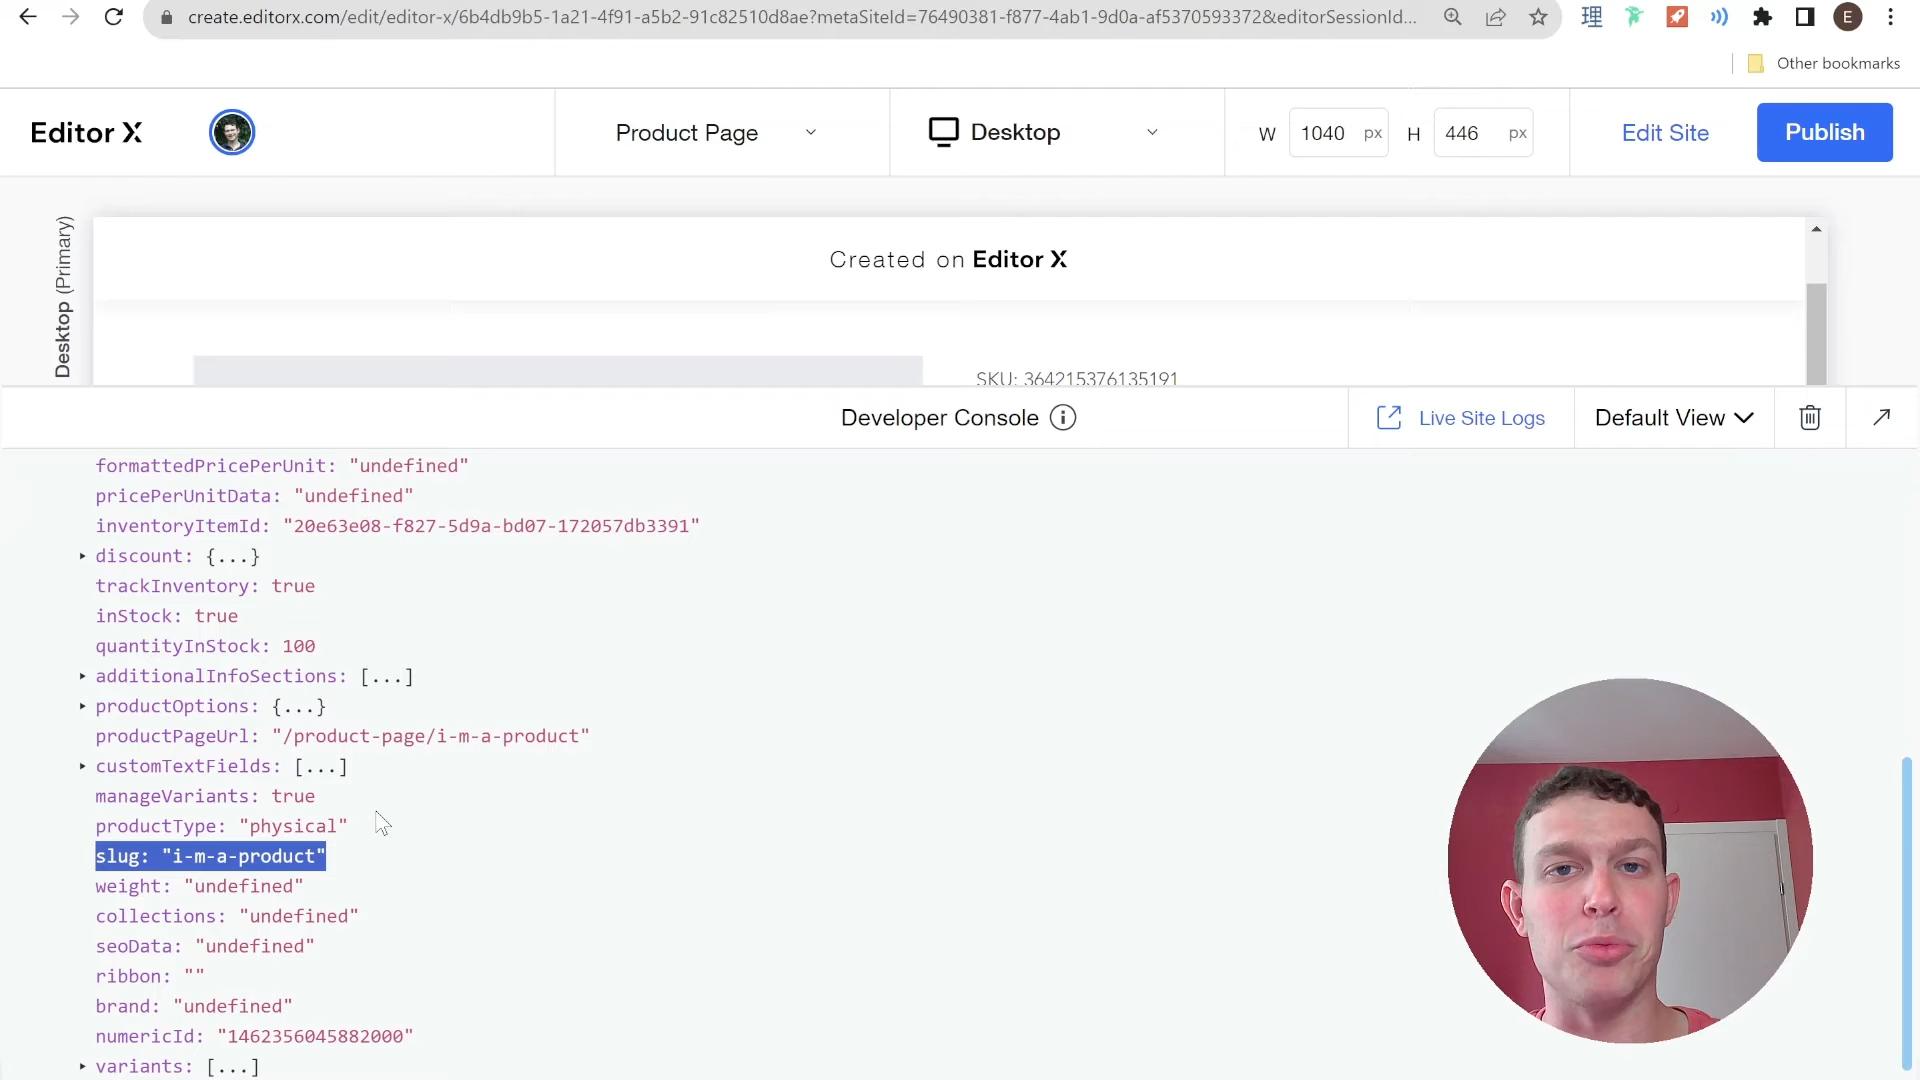 create.editorx.com/edit/editor-x/6b4db9b5-1a21-4f91-a5b2-91c82510d8ae?metaSiteId=76490381-f877-4ab1-9d0a-af5370593372&editorSessionId...
理
E
Other bookmarks
Editor X
Product Page
Desktop
W 1040 px H 446 px
Edit Site
Publish
Desktop (Primary)
Created on Editor X
SKU: 364215376135191
Developer Console
Live Site Logs
Default View
formattedPricePerUnit: "undefined"
pricePerUnitData: "undefined"
inventoryItemId: "20e63e08-f827-5d9a-bd07-172057db3391"
discount: {...}
trackInventory: true
inStock: true
quantityInStock: 100
additionalInfoSections: [...]
productOptions: {...}
productPageUrl: "/product-page/i-m-a-product"
customTextFields: [...]
manageVariants: true
productType: "physical"
slug: "i-m-a-product"
weight: "undefined"
collections: "undefined"
seoData: "undefined"
ribbon: ""
brand: "undefined"
numericId: "1462356045882000"
variants: [...]